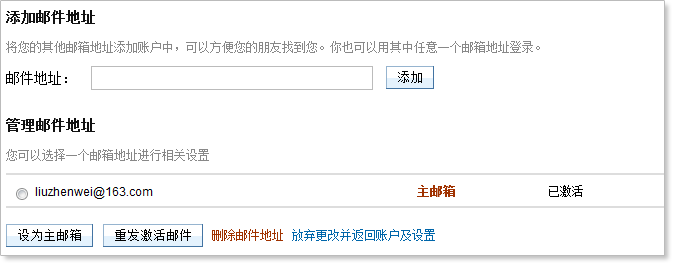 添加邮件地址
将您的其他邮箱地址添加账户中，可以方便您的朋友找到您。你也可以用其中任意一个邮箱地址登录。
邮件地址： 添加
管理邮件地址
您可以选择一个邮箱地址进行相关设置
liuzhenwei@163.com 主邮箱 已激活
设为主邮箱 重发激活邮件 删除邮件地址 放弃更改并返回账户及设置